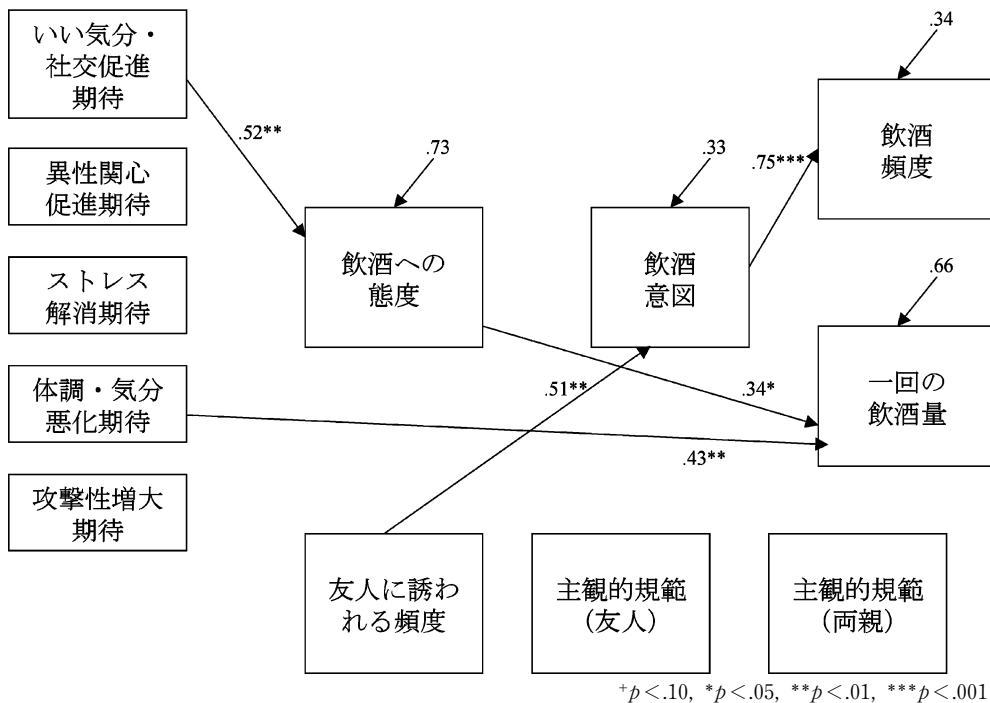 いい気分・
社交促進
期待
異性関心
促進期待
ストレス
解消期待
体調・気分
悪化期待
攻撃性増大
期待
.52**
.73
飲酒への
態度
.33
飲酒
意図
.75***
.34
飲酒
頻度
.66
一回の
飲酒量
.51**
.34*
.43**
友人に誘わ
れる頻度
主観的規範
（友人）
主観的規範
（両親）
+p<.10, *p<.05, **p<.01, ***p<.001